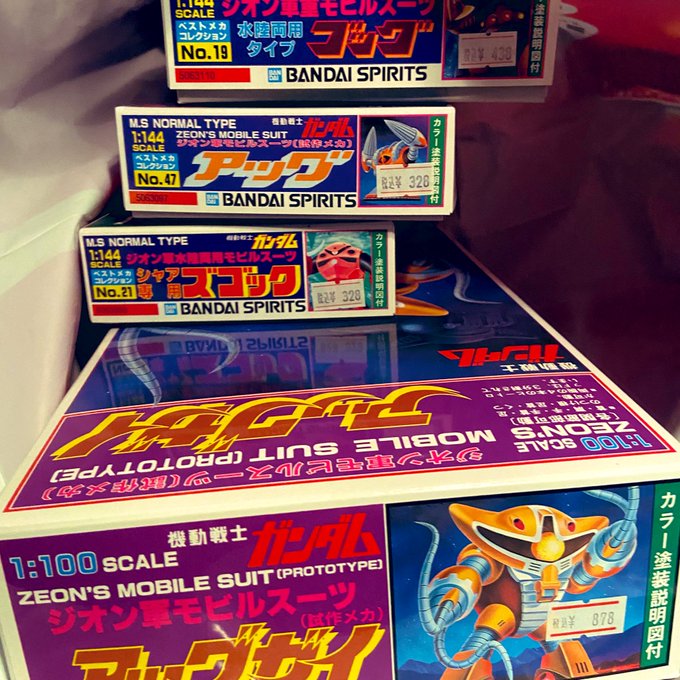 1:144
SCALE
ジオン軍モビルスーツ
ベストメカ
コレクション
No.19
水陸両用
タイプ
ゴッグ
税込¥ 438
5063110
BANDAI SPIRITS
M.S NORMAL TYPE
機動戦士 ガンダム
1:144
SCALE
ZEON'S MOBILE SUIT
ジオン軍モビルスーツ(試作メカ)
ベストメカ
コレクション
No.47
アッグ
税込¥ 328
BANDAI SPIRITS
カラー塗装説明図付
M.S NORMAL TYPE
機動戦士 ガンダム
1:144
SCALE
ジオン軍水陸両用モビルスーツ
ベストメカ
コレクション
No.21
シャア
専用
ズゴック
税込¥ 328
BANDAI SPIRITS
カラー塗装説明図付
機動戦士
ガンダム
1:100 SCALE
ZEON'S
MOBILE SUIT (PROTOTYPE)
ジオン軍モビルスーツ(試作メカ)
アッグガイ
機動戦士 ガンダム
1:100 SCALE
ZEON'S MOBILE SUIT (PROTOTYPE)
ジオン軍モビルスーツ
(試作メカ)
アッグガイ
税込¥ 878
カラー塗装説明図付